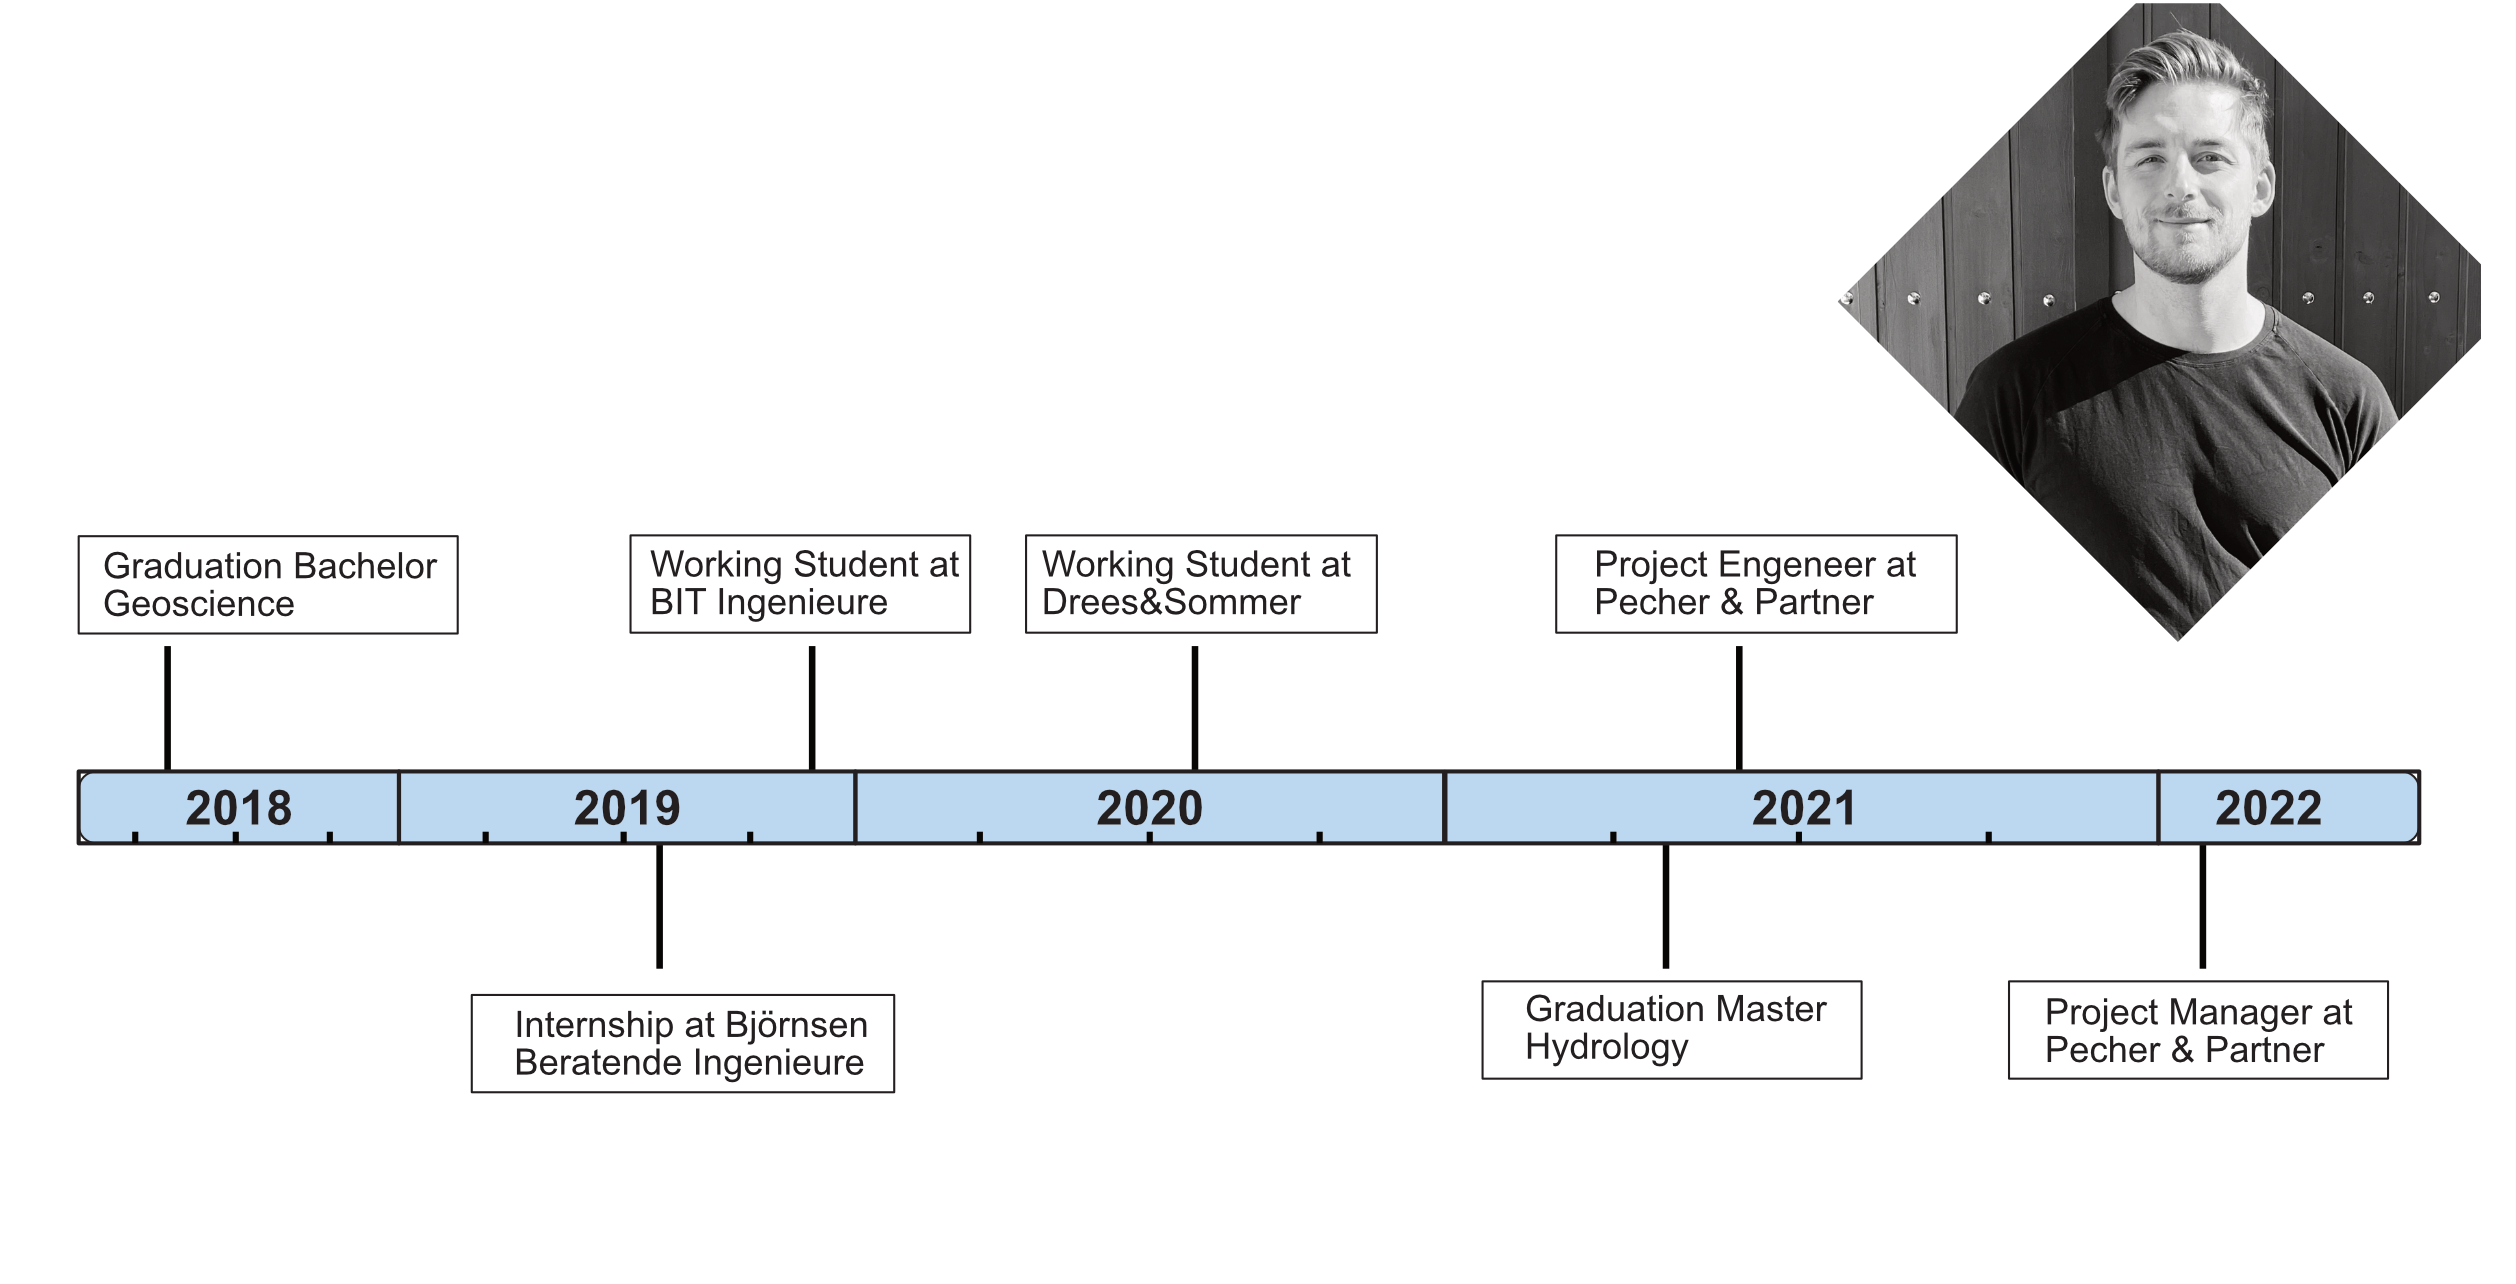 Graduation Bachelor
Geoscience
Working Student at
BIT Ingenieure
Working Student at
Drees&Sommer
Project Engeneer at
Pecher & Partner
2018
2019
2020
2021
2022
Internship at Björnsen
Beratende Ingenieure
Graduation Master
Hydrology
Project Manager at
Pecher & Partner